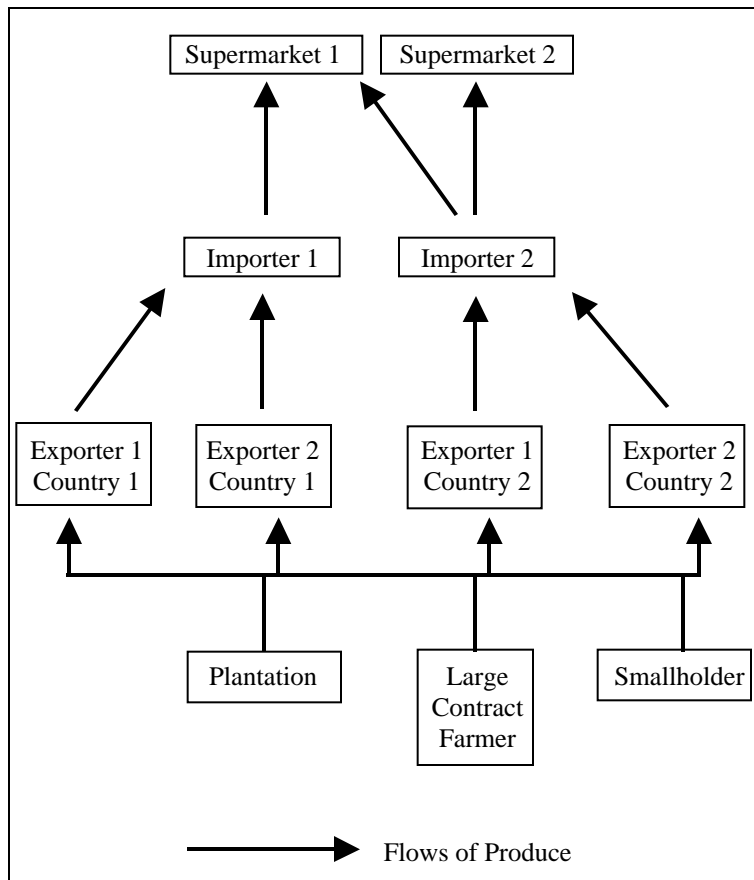 Supermarket 1
Supermarket 2
Importer 1
Importer 2
Exporter 1
Country 1
Exporter 2
Country 1
Exporter 1
Country 2
Exporter 2
Country 2
Plantation
Large
Contract
Farmer
Smallholder
Flows of Produce